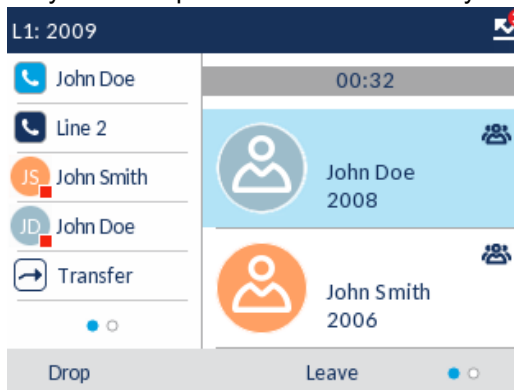 L1: 2009
John Doe
Line 2
JS John Smith
JD John Doe
Transfer
00:32
John Doe
2008
John Smith
2006
Drop
Leave